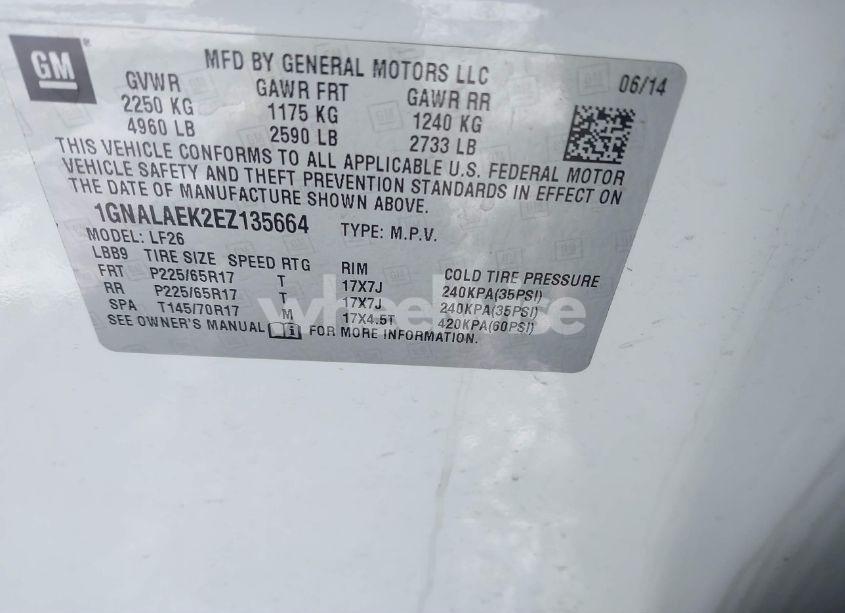 GM
MFD BY GENERAL MOTORS LLC
06/14
GVWR GAWR FRT GAWR RR
2250 KG 1175 KG 1240 KG
4960 LB 2590 LB 2733 LB
THIS VEHICLE CONFORMS TO ALL APPLICABLE U.S. FEDERAL MOTOR
VEHICLE SAFETY AND THEFT PREVENTION STANDARDS IN EFFECT ON
THE DATE OF MANUFACTURE SHOWN ABOVE.
1GNALAEK2EZ135664 TYPE: M.P.V.
MODEL: LF26
LBB9 TIRE SIZE SPEED RTG RIM COLD TIRE PRESSURE
FRT P225/65R17 T 17X7J 240KPA(35PSI)
RR P225/65R17 T 17X7J 240KPA(35PSI)
SPA T145/70R17 M 17X4.5T 420KPA(60PSI)
SEE OWNER'S MANUAL FOR MORE INFORMATION.